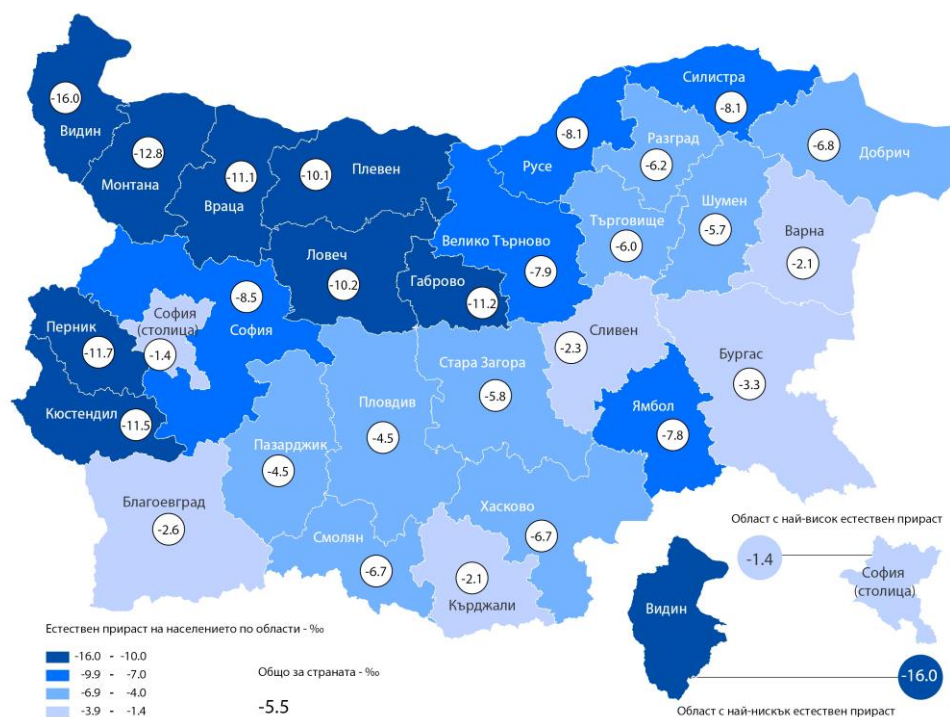 Силистра
-8.1
-16.0
Видин
-8.1
Русе
Разград
-6.2
-6.8
Добрич
-12.8
Монтана
-11.1
Враца
-10.1
Плевен
Шумен
-5.7
Търговище
-6.0
Варна
-2.1
Велико Търново
-7.9
Ловеч
-10.2
Габрово
-11.2
-8.5
София
София
(столица)
-1.4
Перник
-11.7
Сливен
-2.3
Бургас
-3.3
Стара Загора
-5.8
Кюстендил
-11.5
Пловдив
-4.5
Ямбол
-7.8
Пазарджик
-4.5
Благоевград
-2.6
Хасково
-6.7
Смолян
-6.7
-2.1
Кърджали
Област с най-висок естествен прираст
-1.4
София
(столица)
Видин
-16.0
Област с най-нисък естествен прираст
Естествен прираст на населението по области - ‰
-16.0 - -10.0
-9.9 - -7.0
-6.9 - -4.0
-3.9 - -1.4
Общо за страната - ‰
-5.5